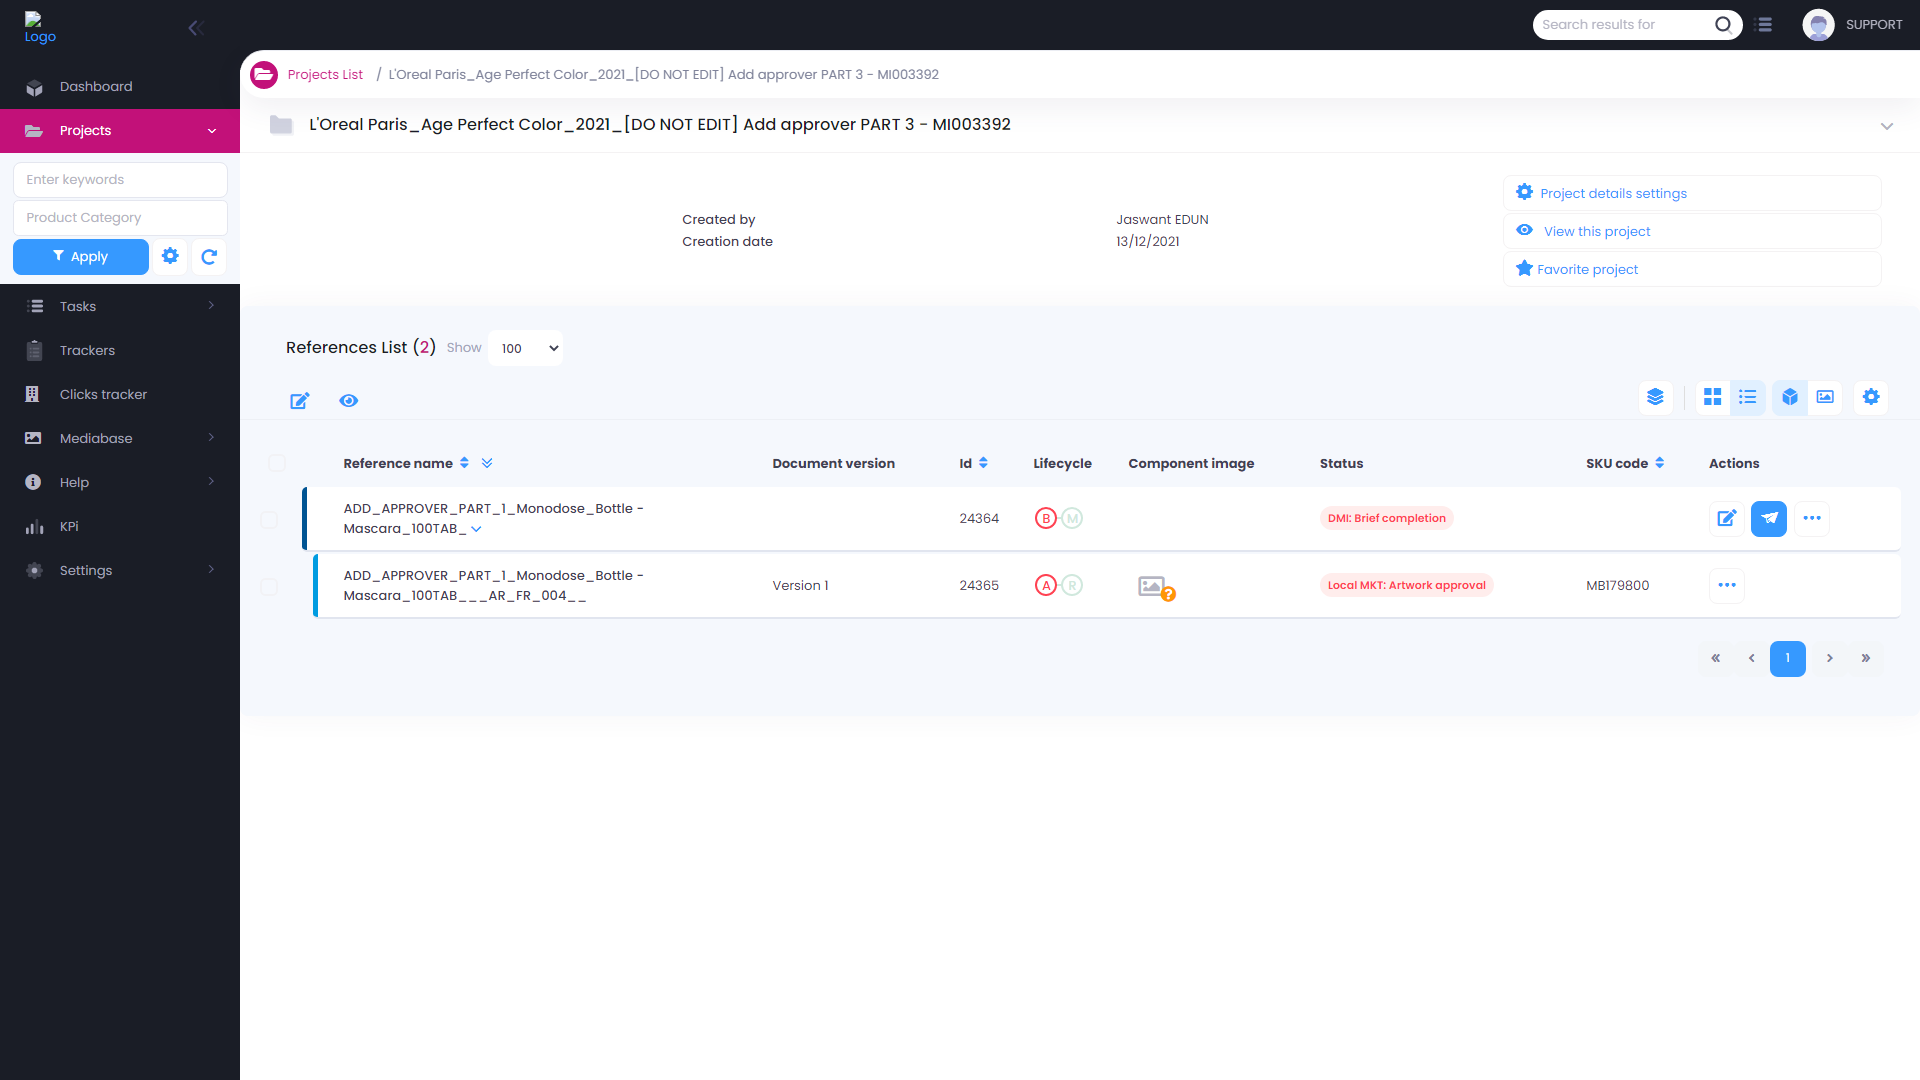 Logo
Search results for
SUPPORT
Dashboard
Projects
Enter keywords
Product Category
Apply
Tasks
Trackers
Clicks tracker
Mediabase
Help
KPi
Settings
Projects List / L'Oreal Paris_Age Perfect Color_2021_[DO NOT EDIT] Add approver PART 3 - MI003392
L'Oreal Paris_Age Perfect Color_2021_[DO NOT EDIT] Add approver PART 3 - MI003392
Created by Jaswant EDUN
Creation date 13/12/2021
Project details settings
View this project
Favorite project
References List (2) Show 100
Reference name Document version Id Lifecycle Component image Status SKU code Actions
ADD_APPROVER_PART_1_Monodose_Bottle -
Mascara_100TAB_
24364 B M DMI: Brief completion
ADD_APPROVER_PART_1_Monodose_Bottle -
Mascara_100TAB___AR_FR_004__
Version 1 24365 A R ? Local MKT: Artwork approval MB179800
« ‹ 1 › »